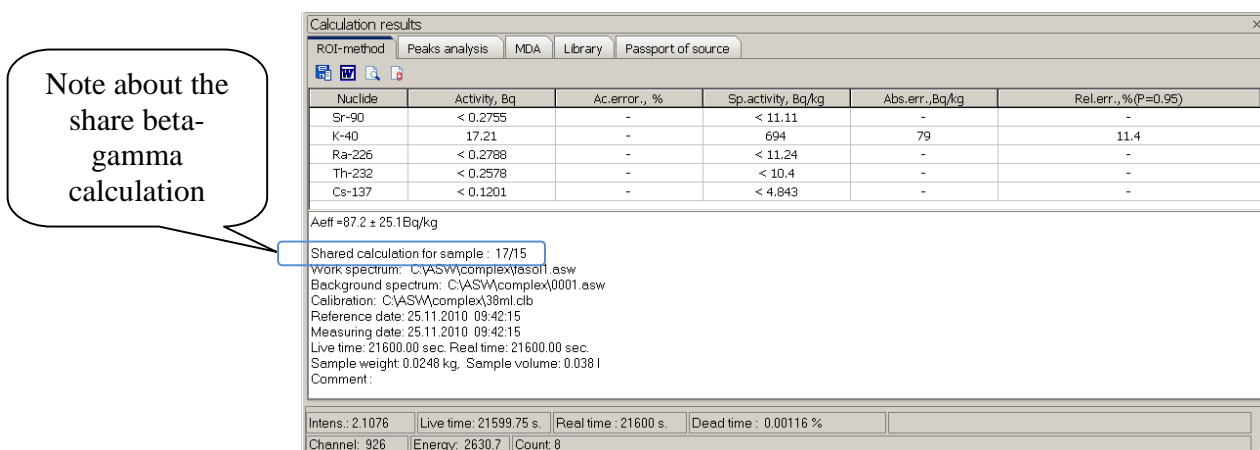 Note about the
share beta-
gamma
calculation
Calculation results
ROI-method Peaks analysis MDA Library Passport of source
Nuclide Activity, Bq Ac.error., % Sp.activity, Bq/kg Abs.err.,Bq/kg Rel.err.,%(P=0.95)
Sr-90 < 0.2755 - < 11.11 - -
K-40 17.21 - 694 79 11.4
Ra-226 < 0.2788 - < 11.24 - -
Th-232 < 0.2578 - < 10.4 - -
Cs-137 < 0.1201 - < 4.843 - -
Aeff =87.2 ± 25.1Bq/kg
Shared calculation for sample : 17/15
Work spectrum: C:\ASW\complex\fasol1.asw
Background spectrum: C:\ASW\complex\0001.asw
Calibration: C:\ASW\complex\38ml.clb
Reference date: 25.11.2010 09:42:15
Measuring date: 25.11.2010 09:42:15
Live time: 21600.00 sec. Real time: 21600.00 sec.
Sample weight: 0.0248 kg, Sample volume: 0.038 l
Comment :
Intens.: 2.1076 Live time: 21599.75 s. Real time : 21600 s. Dead time : 0.00116 %
Channel: 926 Energy: 2630.7 Count: 8